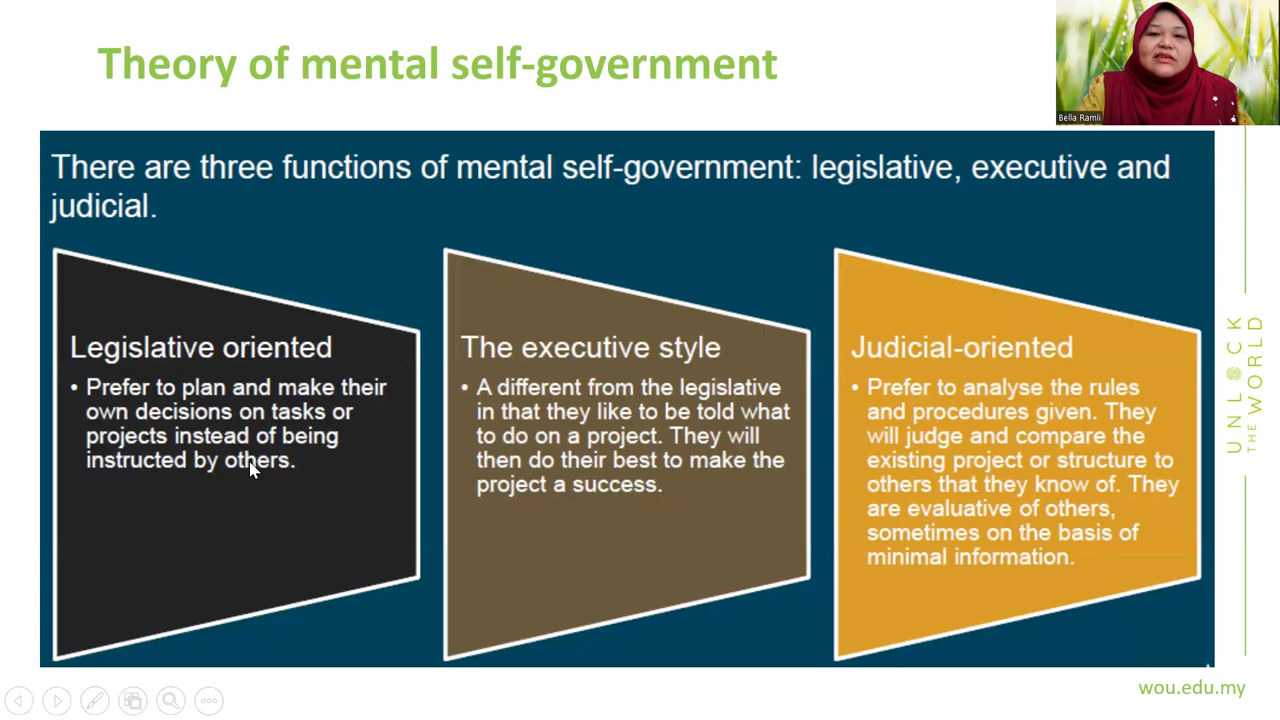 Theory of mental self-government
Bella Ramli
There are three functions of mental self-government: legislative, executive and
judicial.
Legislative oriented
• Prefer to plan and make their
own decisions on tasks or
projects instead of being
instructed by others.
The executive style
• A different from the legislative
in that they like to be told what
to do on a project. They will
then do their best to make the
project a success.
Judicial-oriented
• Prefer to analyse the rules
and procedures given. They
will judge and compare the
existing project or structure to
others that they know of. They
are evaluative of others,
sometimes on the basis of
minimal information.
UNLOCK
THE WORLD
wou.edu.my